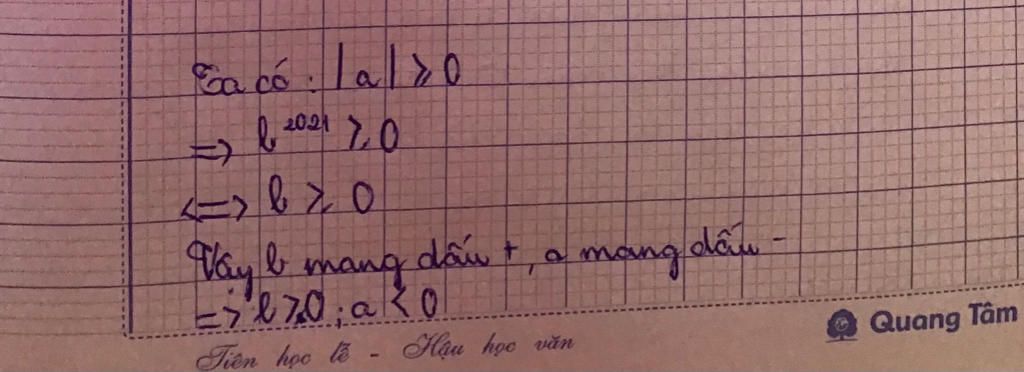 Ta có: |a| ⩾ 0
=> b²⁰²¹ ⩾ 0
<=> b ⩾ 0
Vậy b mang dấu +, a mang dấu -
=> b ⩾ 0; a < 0
Quang Tâm
Tiên học lễ - Hậu học văn